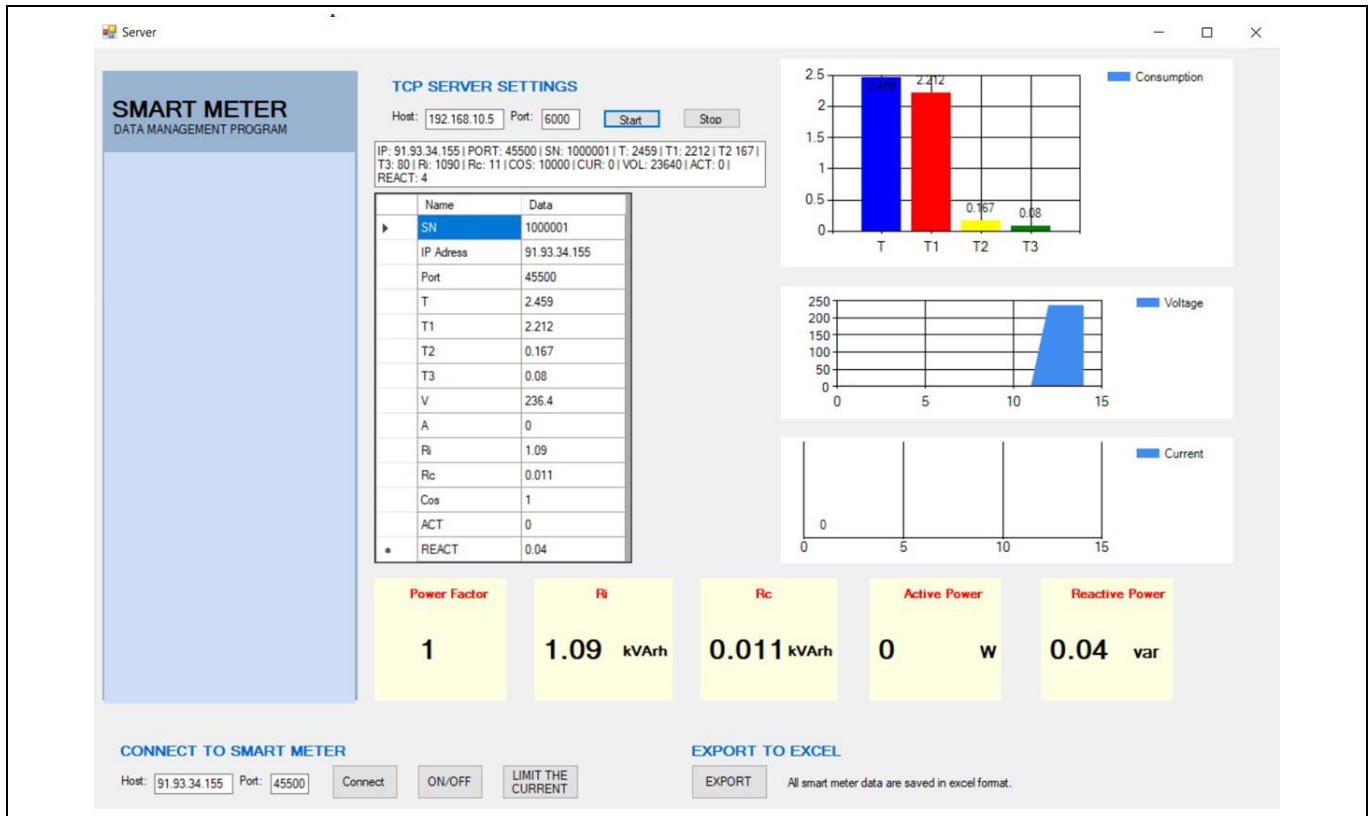 Server
SMART METER
DATA MANAGEMENT PROGRAM
TCP SERVER SETTINGS
Host: 192.168.10.5 Port: 6000 Start Stop
IP: 91.93.34.155 | PORT: 45500 | SN: 1000001 | T: 2459 | T1: 2212 | T2 167 |
T3: 80 | Ri: 1090 | Rc: 11 | COS: 10000 | CUR: 0 | VOL: 23640 | ACT: 0 |
REACT: 4
Name Data
SN 1000001
IP Adress 91.93.34.155
Port 45500
T 2.459
T1 2.212
T2 0.167
T3 0.08
V 236.4
A 0
Ri 1.09
Rc 0.011
Cos 1
ACT 0
REACT 0.04
2.5
2
1.5
1
0.5
0
2.459 2.212 0.167 0.08
T T1 T2 T3
Consumption
250
200
150
100
50
0
0 5 10 15
Voltage
0
0 5 10 15
Current
Power Factor
1
Ri
1.09 kVArh
Rc
0.011 kVArh
Active Power
0 W
Reactive Power
0.04 var
CONNECT TO SMART METER
Host: 91.93.34.155 Port: 45500 Connect ON/OFF LIMIT THE
CURRENT
EXPORT TO EXCEL
EXPORT All smart meter data are saved in excel format.